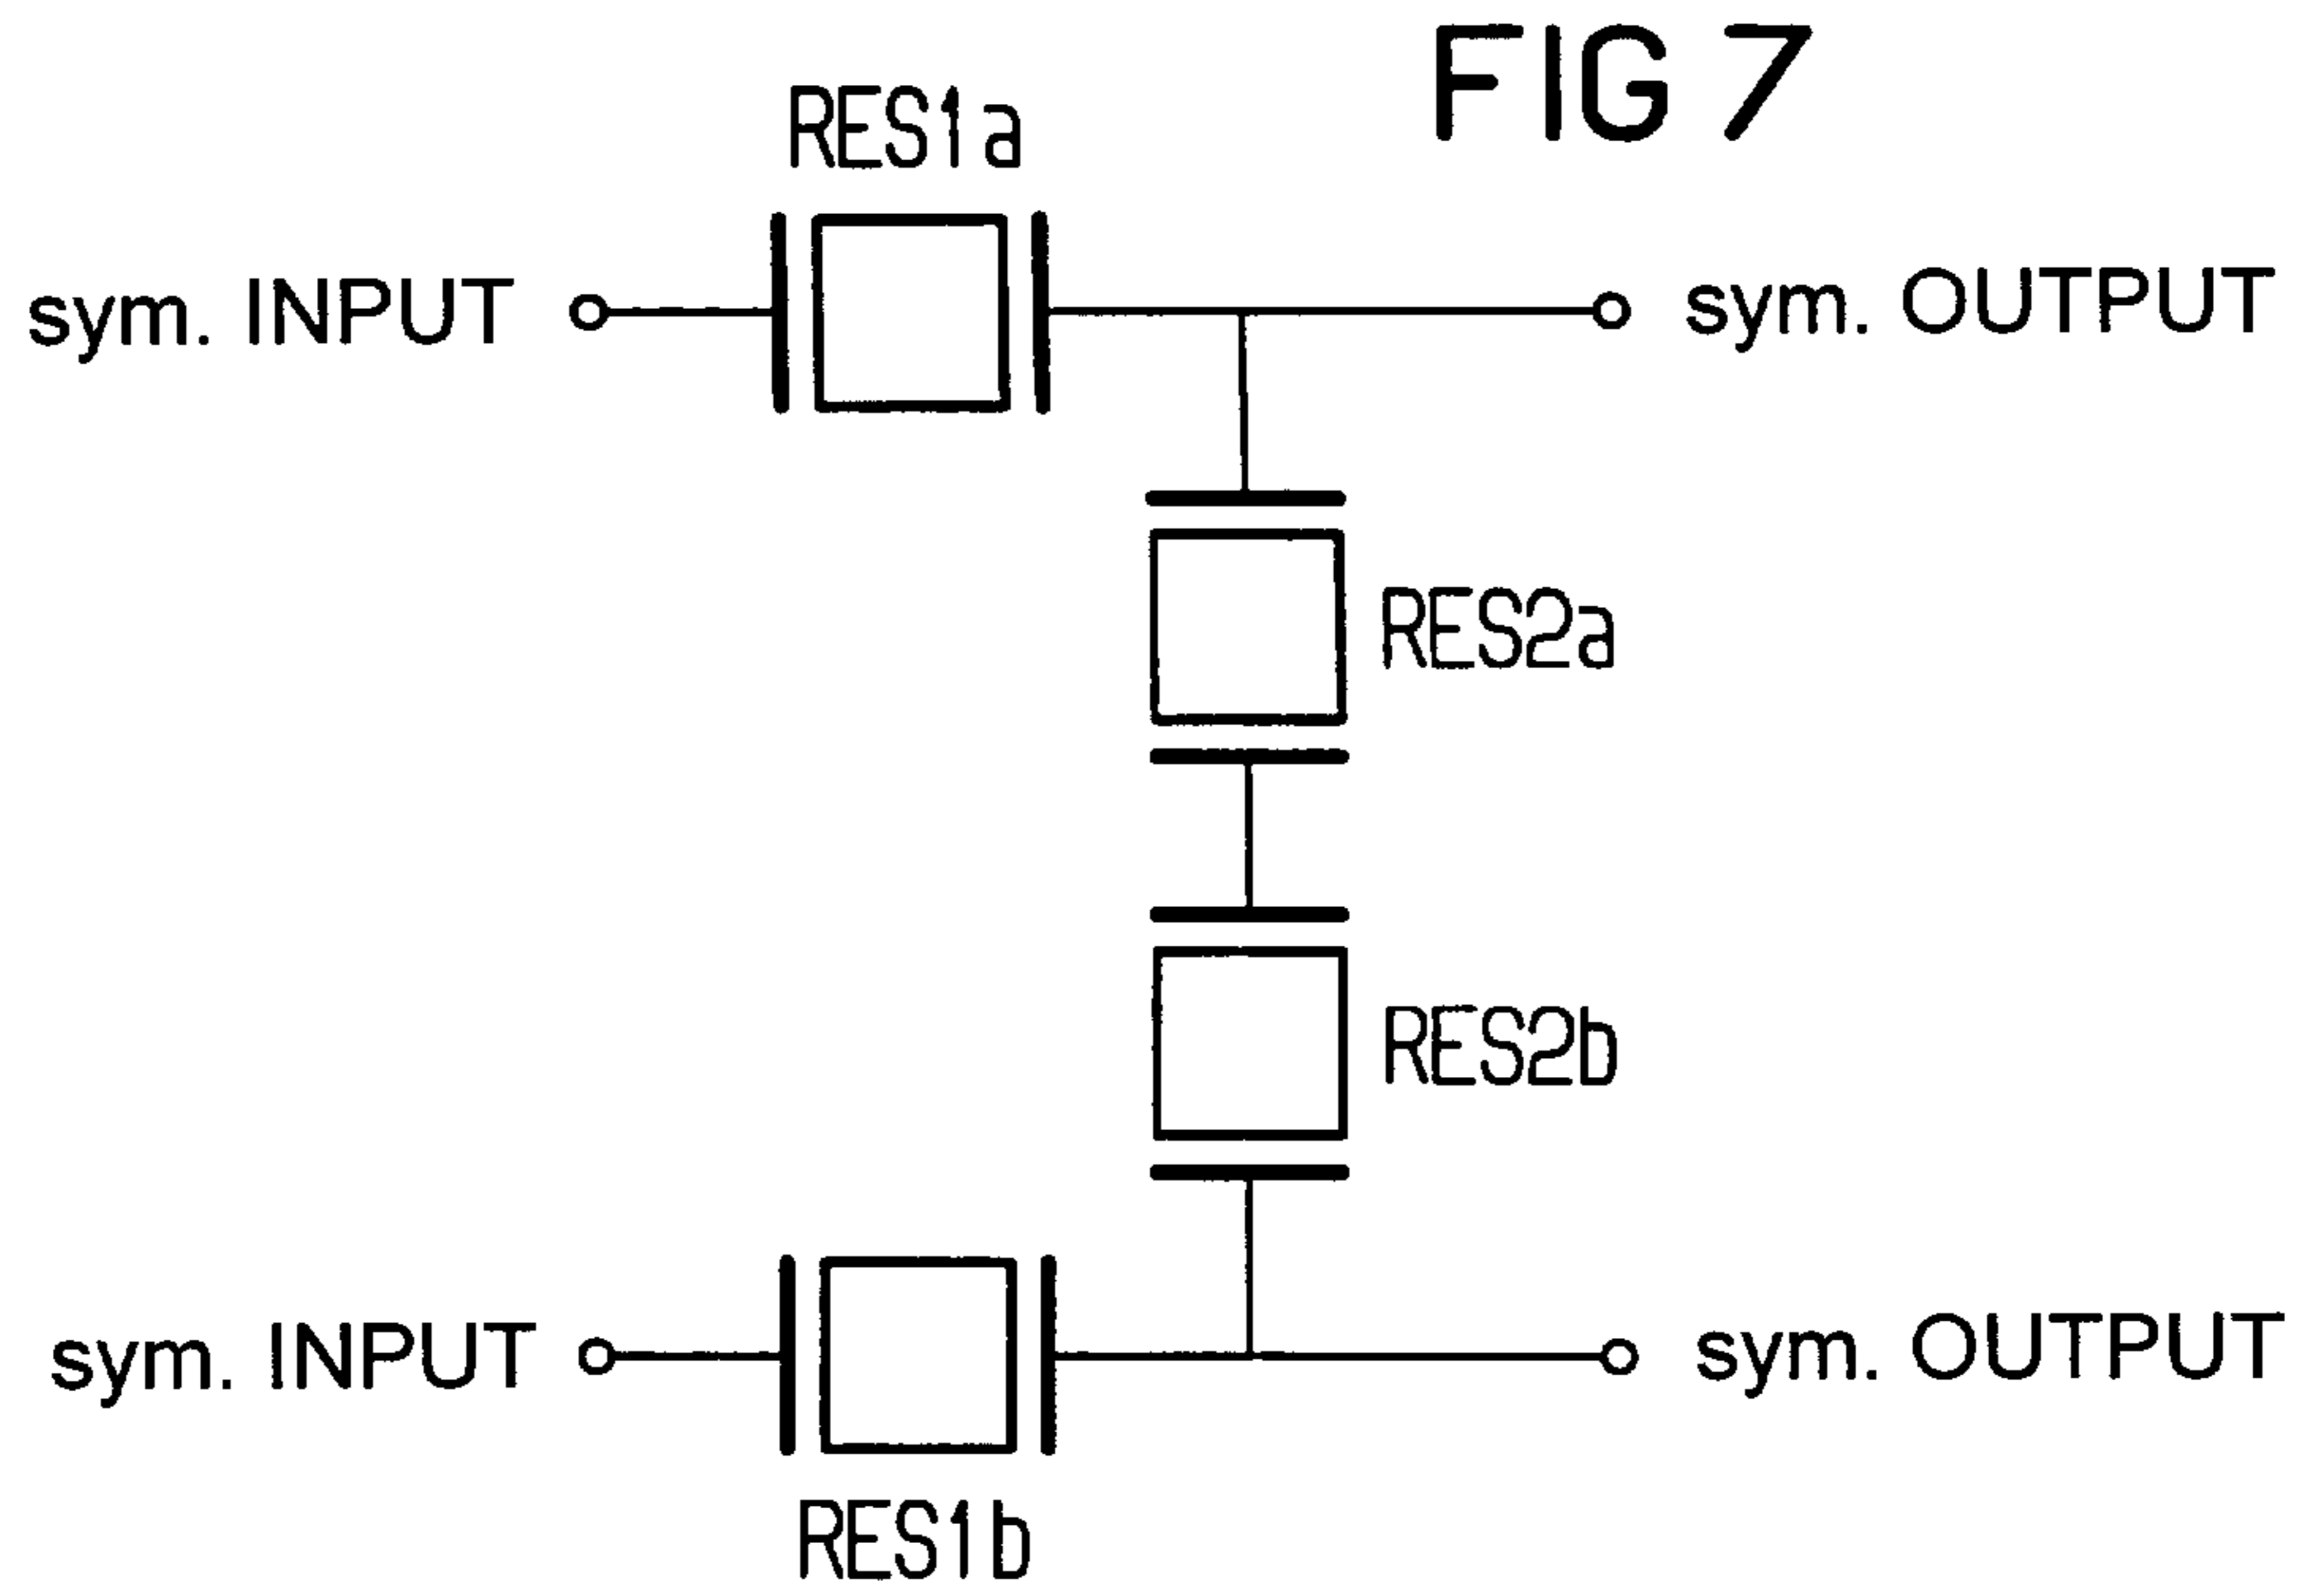 FIG 7
RES1a
sym. INPUT
sym. OUTPUT
RES2a
RES2b
sym. INPUT
sym. OUTPUT
RES1b